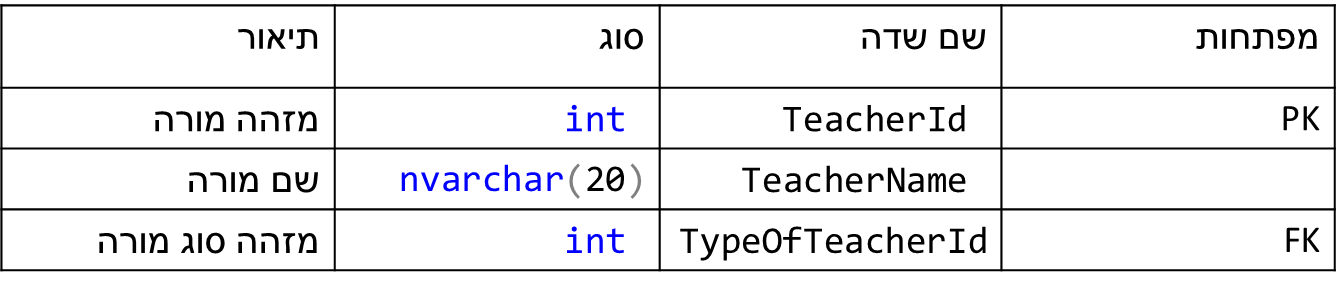 מפתחות שם שדה סוג תיאור
PK TeacherId int מזהה מורה
TeacherName nvarchar(20) שם מורה
FK TypeOfTeacherId int מזהה סוג מורה